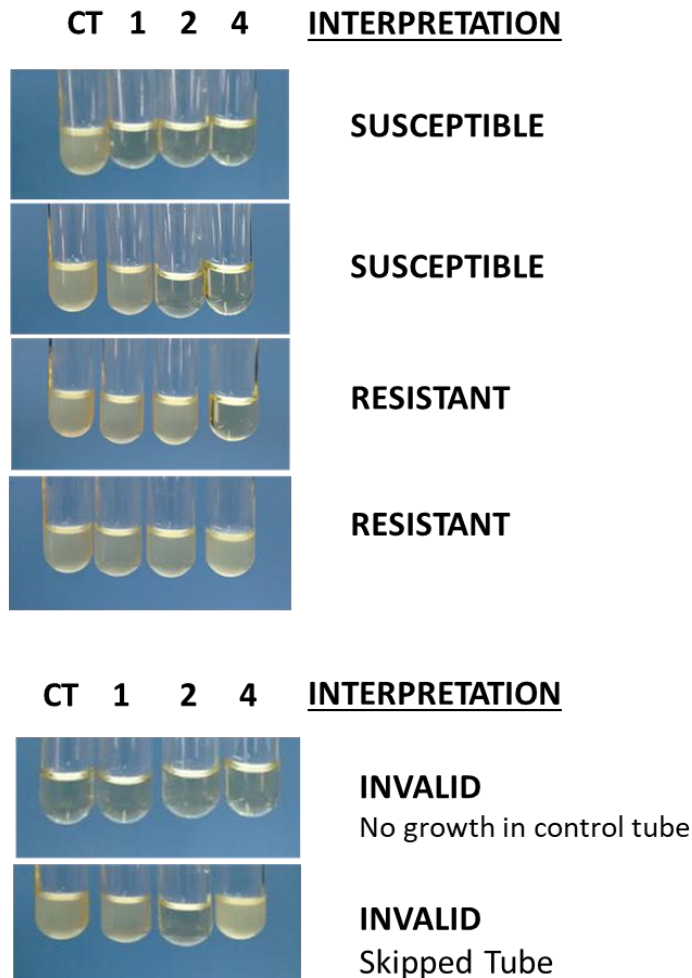 CT 1 2 4 INTERPRETATION
SUSCEPTIBLE
SUSCEPTIBLE
RESISTANT
RESISTANT
CT 1 2 4 INTERPRETATION
INVALID
No growth in control tube
INVALID
Skipped Tube